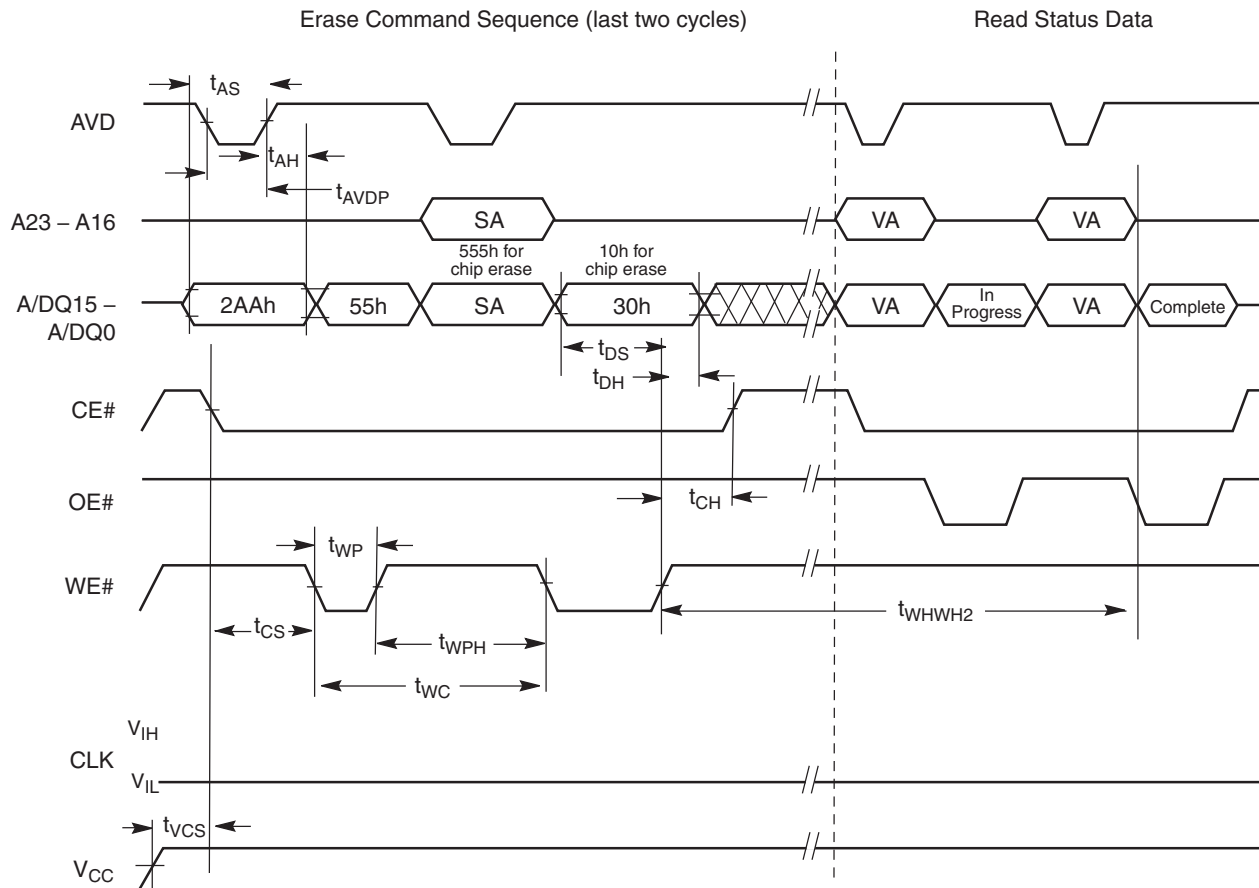 Erase Command Sequence (last two cycles)
Read Status Data
tAS
AVD
tAH
tAVDP
A23 – A16
SA
VA
VA
555h for
chip erase
10h for
chip erase
A/DQ15 –
A/DQ0
2AAh
55h
SA
30h
VA
In
Progress
VA
Complete
tDS
tDH
CE#
OE#
tCH
tWP
WE#
tWHWH2
tCS
tWPH
tWC
VIH
CLK
VIL
tVCS
VCC